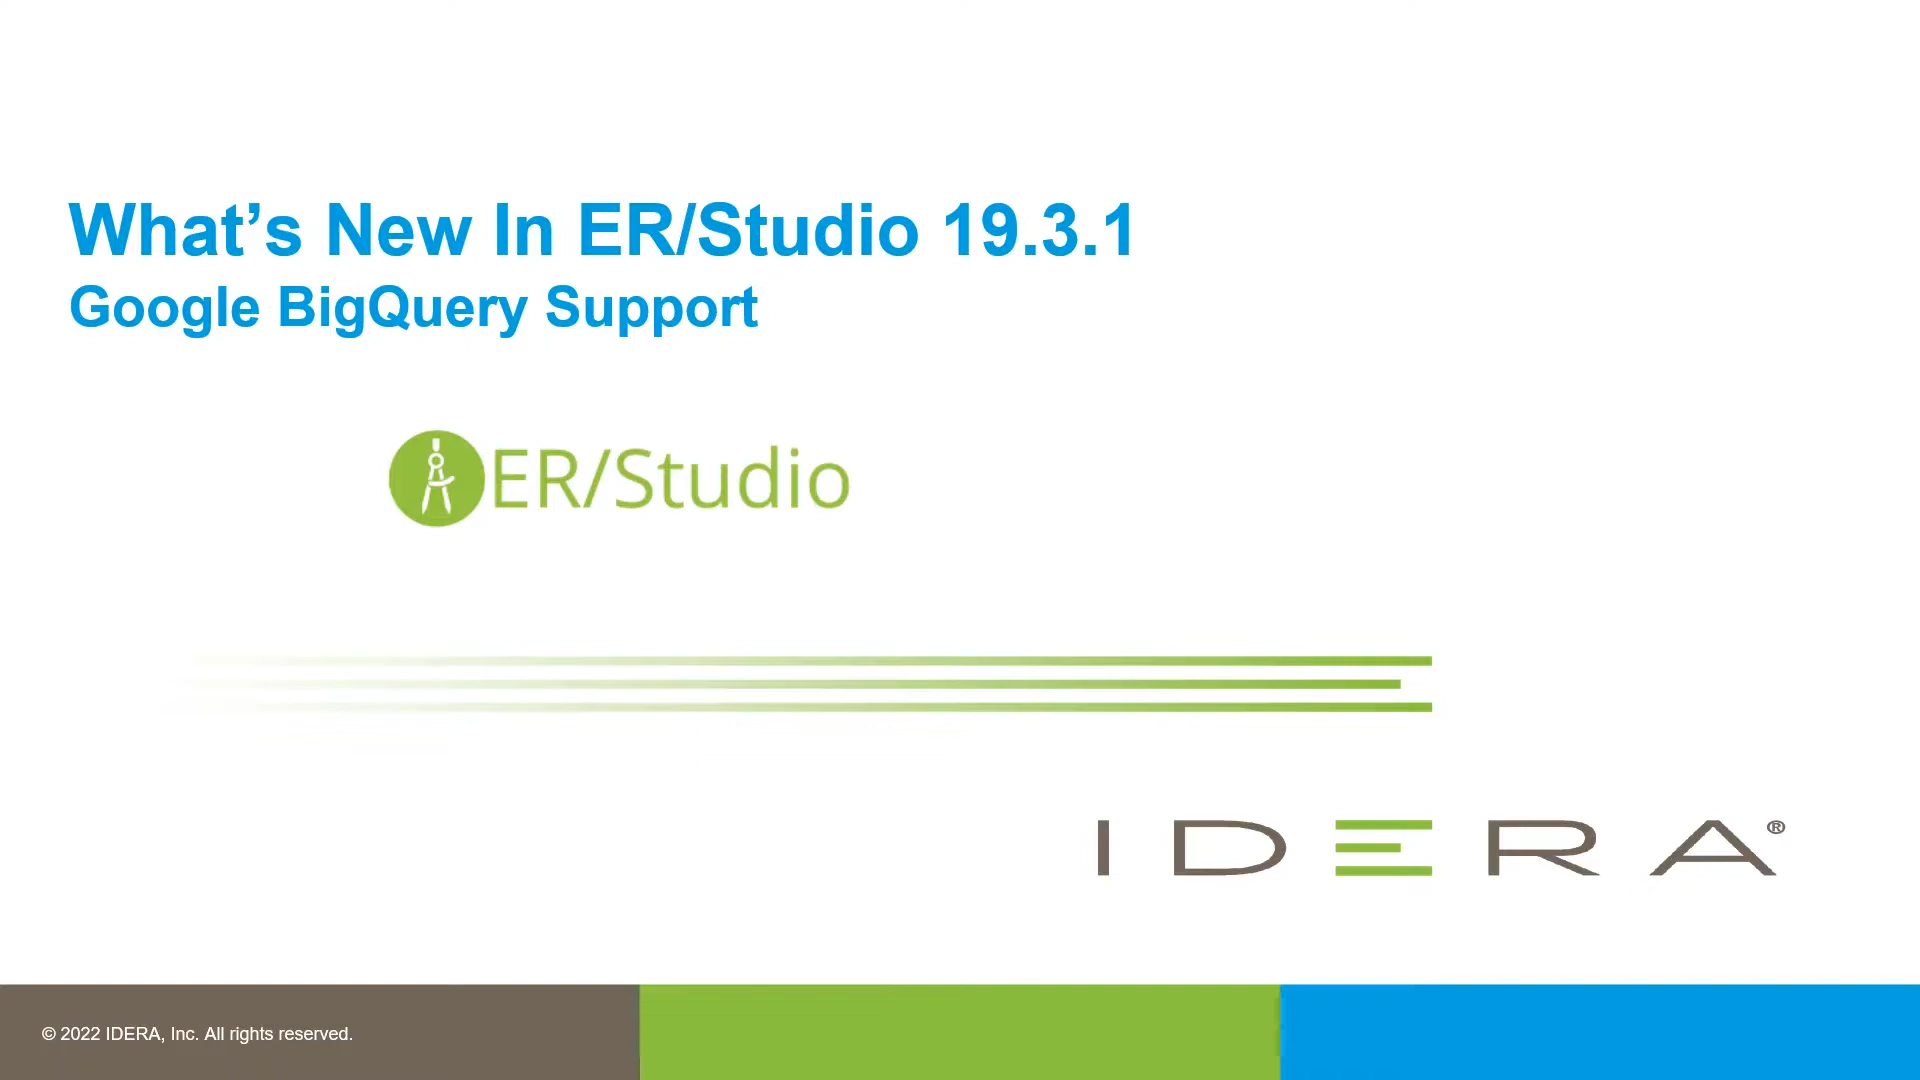 What’s New In ER/Studio 19.3.1
Google BigQuery Support
ER/Studio
IDERA®
© 2022 IDERA, Inc. All rights reserved.